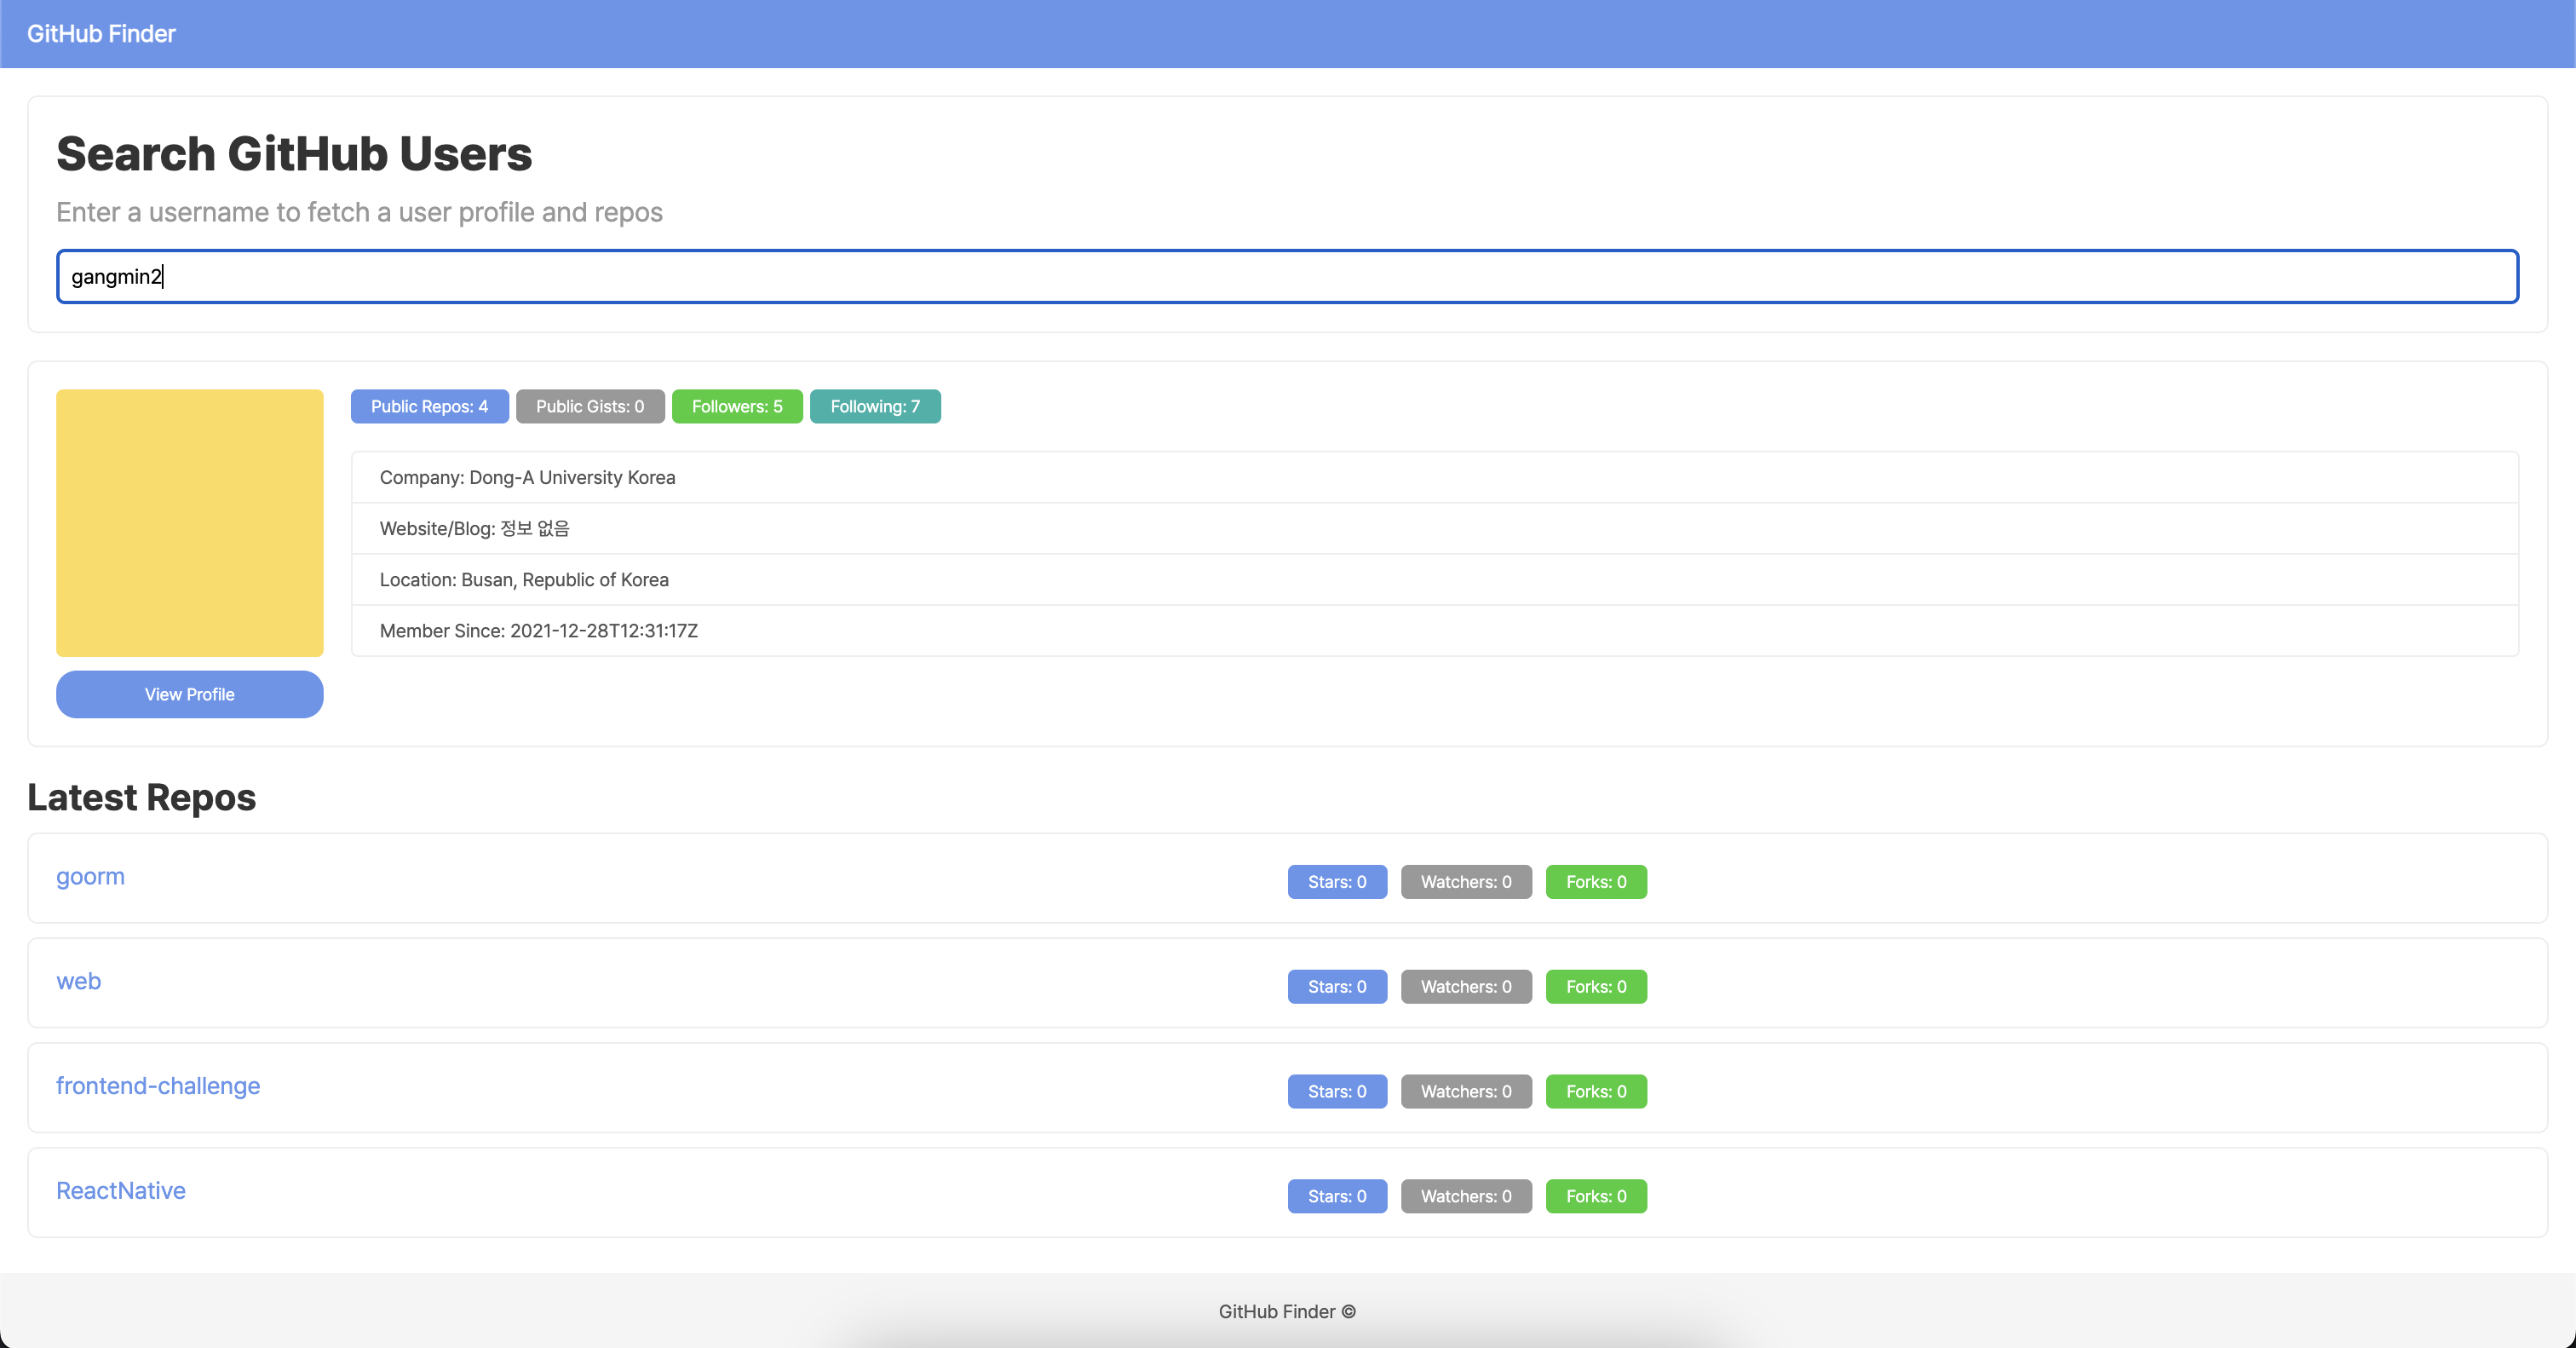 GitHub Finder
Search GitHub Users
Enter a username to fetch a user profile and repos
gangmin2
Public Repos: 4 Public Gists: 0 Followers: 5 Following: 7
Company: Dong-A University Korea
Website/Blog: 정보 없음
Location: Busan, Republic of Korea
Member Since: 2021-12-28T12:31:17Z
View Profile
Latest Repos
goorm Stars: 0 Watchers: 0 Forks: 0
web Stars: 0 Watchers: 0 Forks: 0
frontend-challenge Stars: 0 Watchers: 0 Forks: 0
ReactNative Stars: 0 Watchers: 0 Forks: 0
GitHub Finder ©